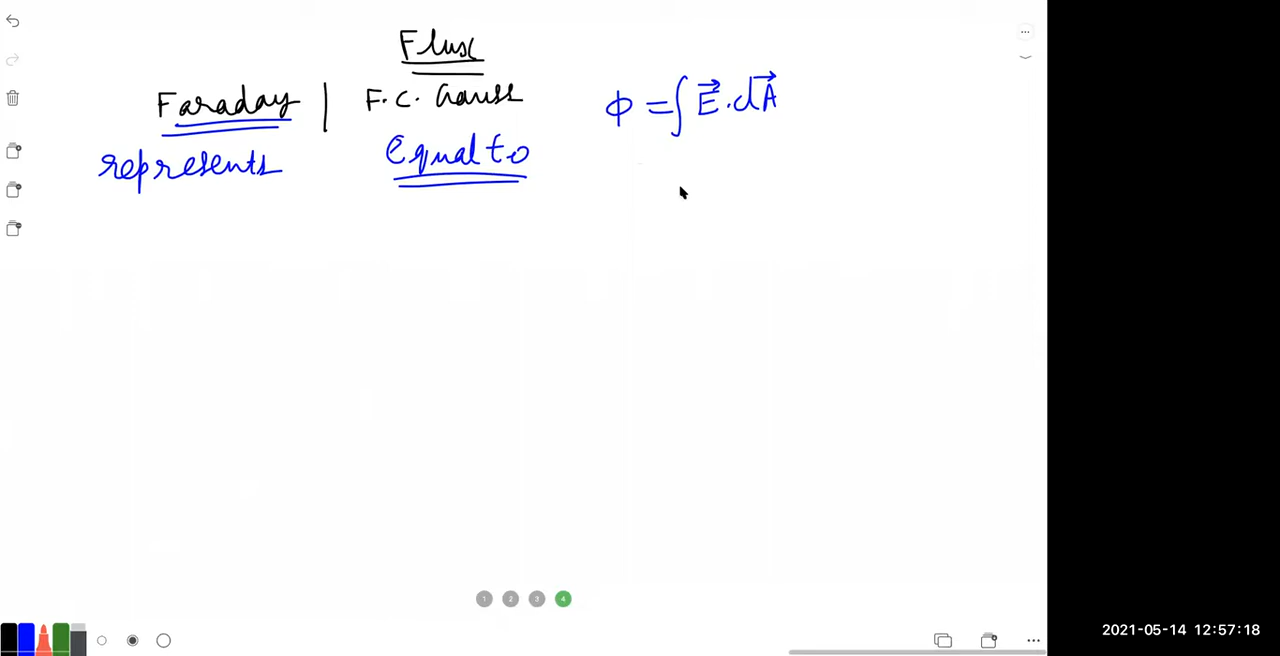 Flux
Faraday | F.C. Gauss
ϕ = ∫ E⃗ . dA⃗
represents
equal to
1 2 3 4
2021-05-14 12:57:18